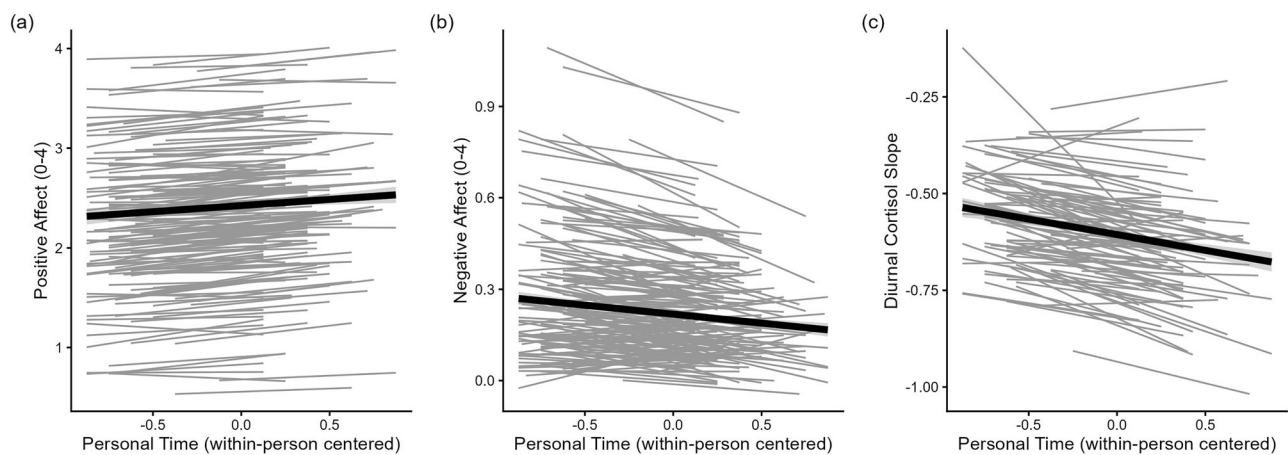 (a)
Positive Affect (0-4)
4
3
2
1
-0.5
0.0
0.5
Personal Time (within-person centered)
(b)
Negative Affect (0-4)
0.9
0.6
0.3
0.0
-0.5
0.0
0.5
Personal Time (within-person centered)
(c)
Diurnal Cortisol Slope
-0.25
-0.50
-0.75
-1.00
-0.5
0.0
0.5
Personal Time (within-person centered)